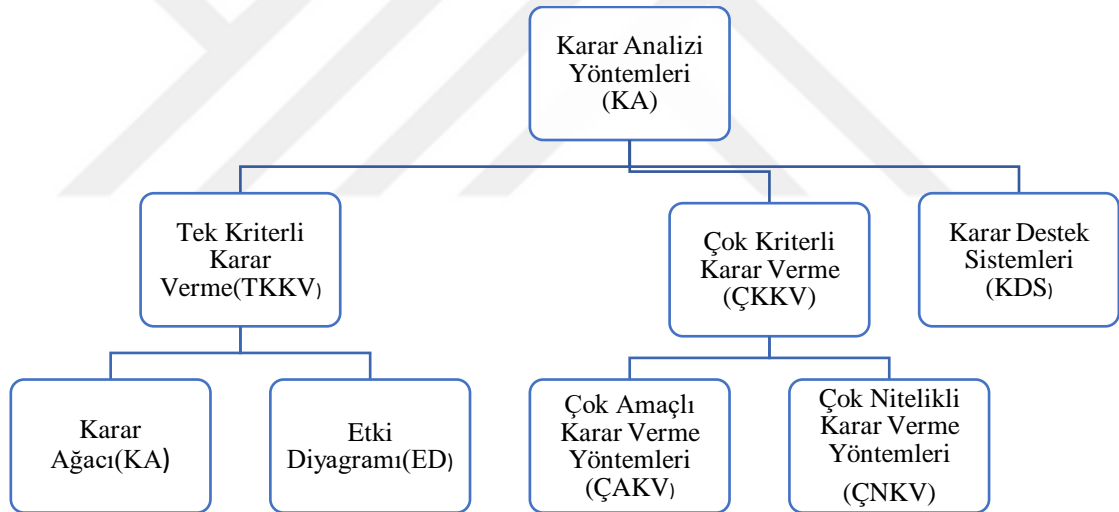 Karar Analizi
Yöntemleri
(KA)
Tek Kriterli
Karar
Verme(TKKV)
Çok Kriterli
Karar Verme
(ÇKKV)
Karar Destek
Sistemleri
(KDS)
Karar
Ağacı(KA)
Etki
Diyagramı(ED)
Çok Amaçlı
Karar Verme
Yöntemleri
(ÇAKV)
Çok Nitelikli
Karar Verme
Yöntemleri
(ÇNKV)